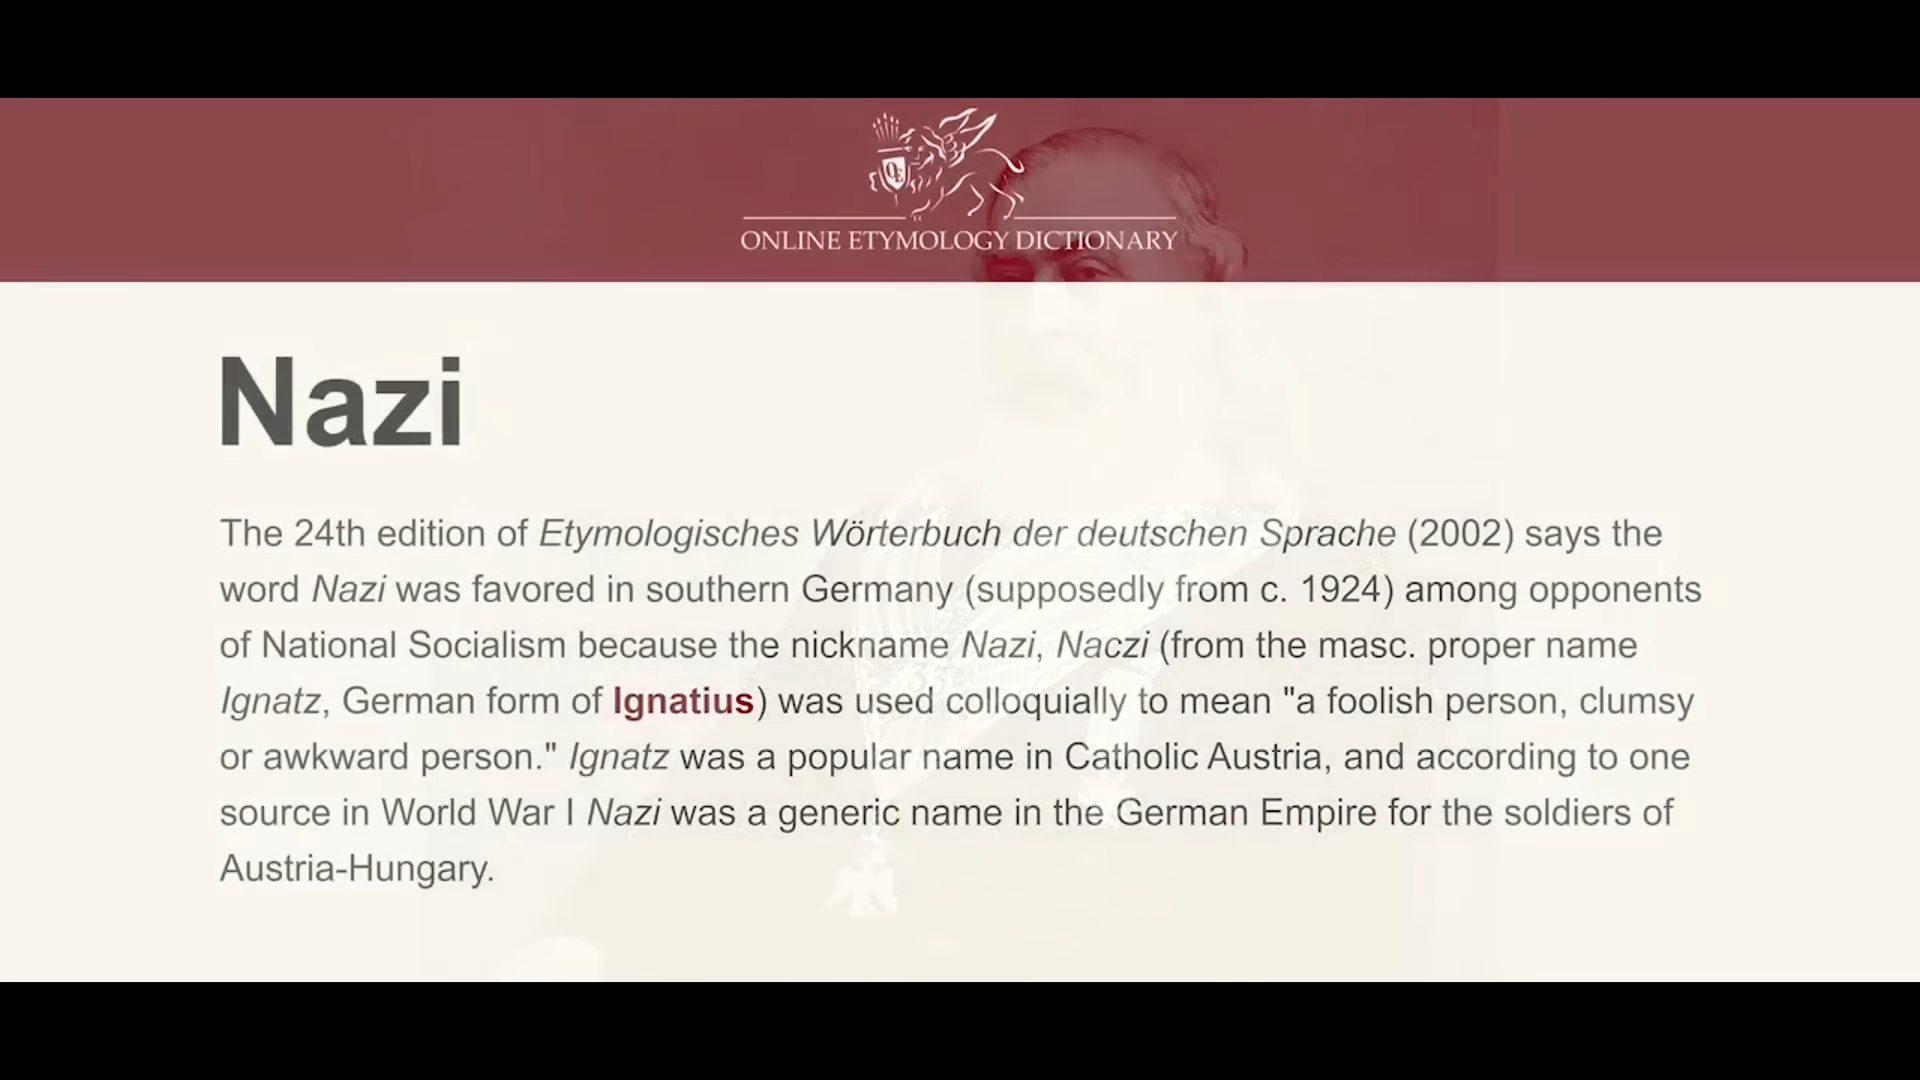 OE
ONLINE ETYMOLOGY DICTIONARY
Nazi
The 24th edition of Etymologisches Wörterbuch der deutschen Sprache (2002) says the
word Nazi was favored in southern Germany (supposedly from c. 1924) among opponents
of National Socialism because the nickname Nazi, Naczi (from the masc. proper name
Ignatz, German form of Ignatius) was used colloquially to mean "a foolish person, clumsy
or awkward person." Ignatz was a popular name in Catholic Austria, and according to one
source in World War I Nazi was a generic name in the German Empire for the soldiers of
Austria-Hungary.